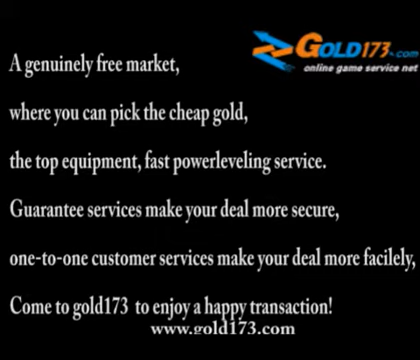 GOLD173.com
online game service net
A genuinely free market,
where you can pick the cheap gold,
the top equipment, fast powerleveling service.
Guarantee services make your deal more secure,
one-to-one customer services make your deal more facilely,
Come to gold173 to enjoy a happy transaction!
www.gold173.com